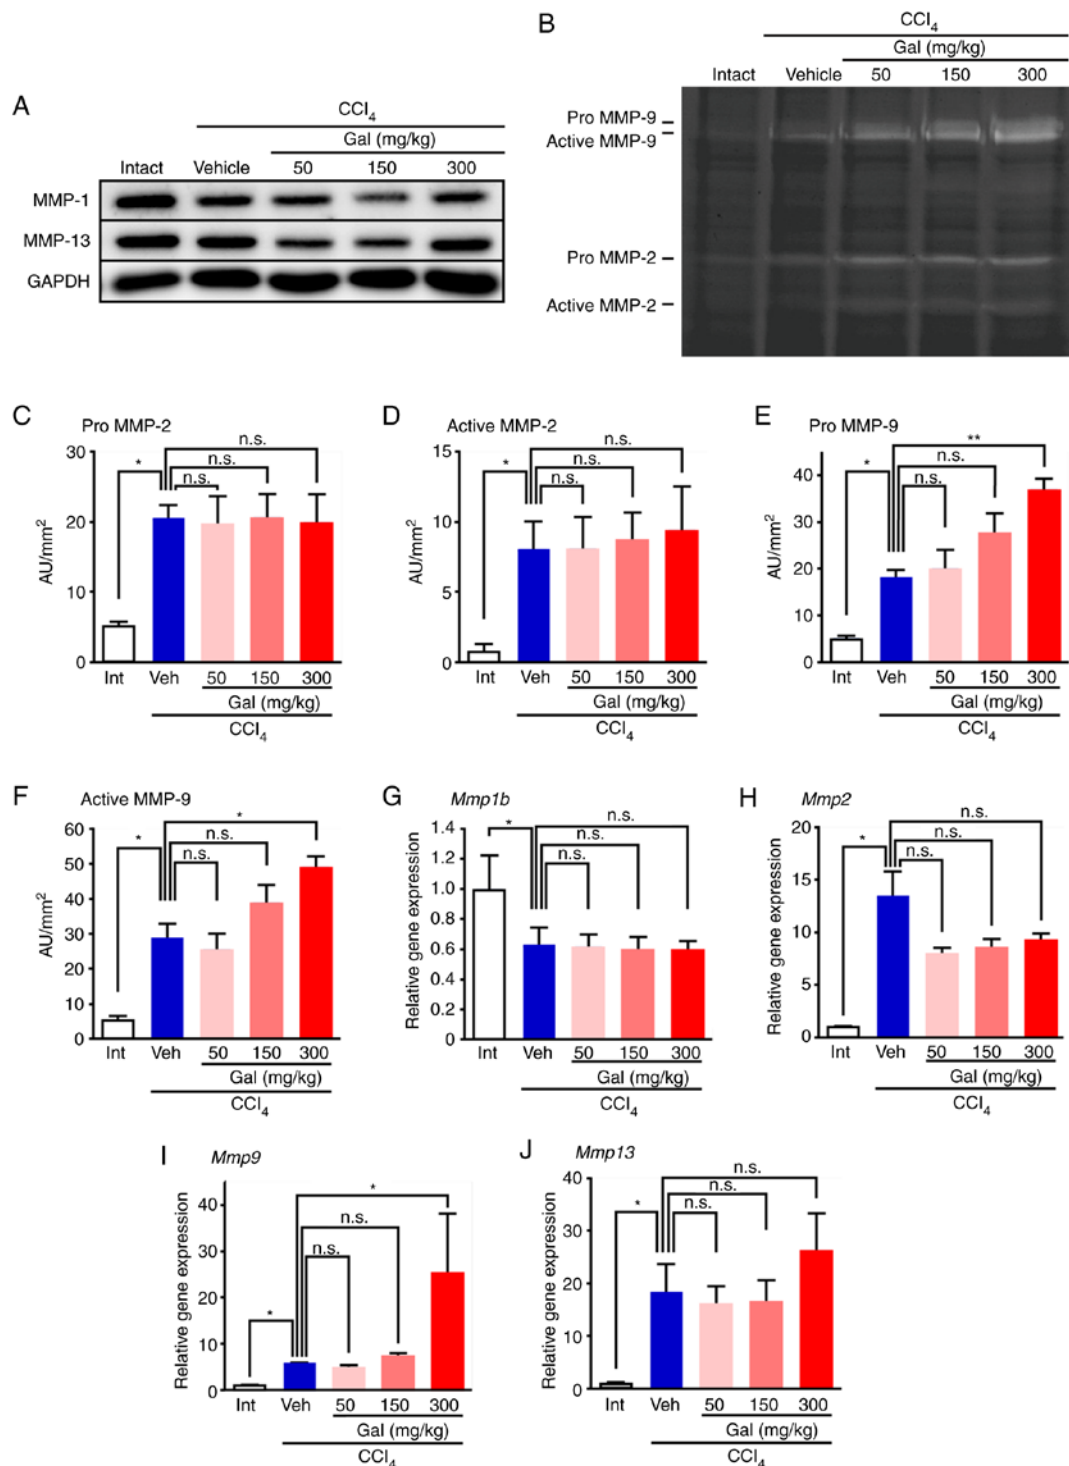 A
CCl4
Gal (mg/kg)
Intact Vehicle 50 150 300
MMP-1
MMP-13
GAPDH
B
CCl4
Gal (mg/kg)
Intact Vehicle 50 150 300
Pro MMP-9
Active MMP-9
Pro MMP-2
Active MMP-2
C Pro MMP-2
AU/mm2
30
20
10
0
* n.s. n.s. n.s.
Int Veh 50 150 300
Gal (mg/kg)
CCl4
D Active MMP-2
AU/mm2
15
10
5
0
* n.s. n.s. n.s.
Int Veh 50 150 300
Gal (mg/kg)
CCl4
E Pro MMP-9
AU/mm2
40
30
20
10
0
* n.s. n.s. **
Int Veh 50 150 300
Gal (mg/kg)
CCl4
F Active MMP-9
AU/mm2
60
50
40
30
20
10
0
* n.s. n.s. *
Int Veh 50 150 300
Gal (mg/kg)
CCl4
G Mmp1b
Relative gene expression
1.4
1.2
1.0
0.8
0.6
0.4
0.2
0
* n.s. n.s. n.s.
Int Veh 50 150 300
Gal (mg/kg)
CCl4
H Mmp2
Relative gene expression
20
15
10
5
0
* n.s. n.s. n.s.
Int Veh 50 150 300
Gal (mg/kg)
CCl4
I Mmp9
Relative gene expression
40
30
20
10
0
* n.s. n.s. *
Int Veh 50 150 300
Gal (mg/kg)
CCl4
J Mmp13
Relative gene expression
40
30
20
10
0
* n.s. n.s. n.s.
Int Veh 50 150 300
Gal (mg/kg)
CCl4